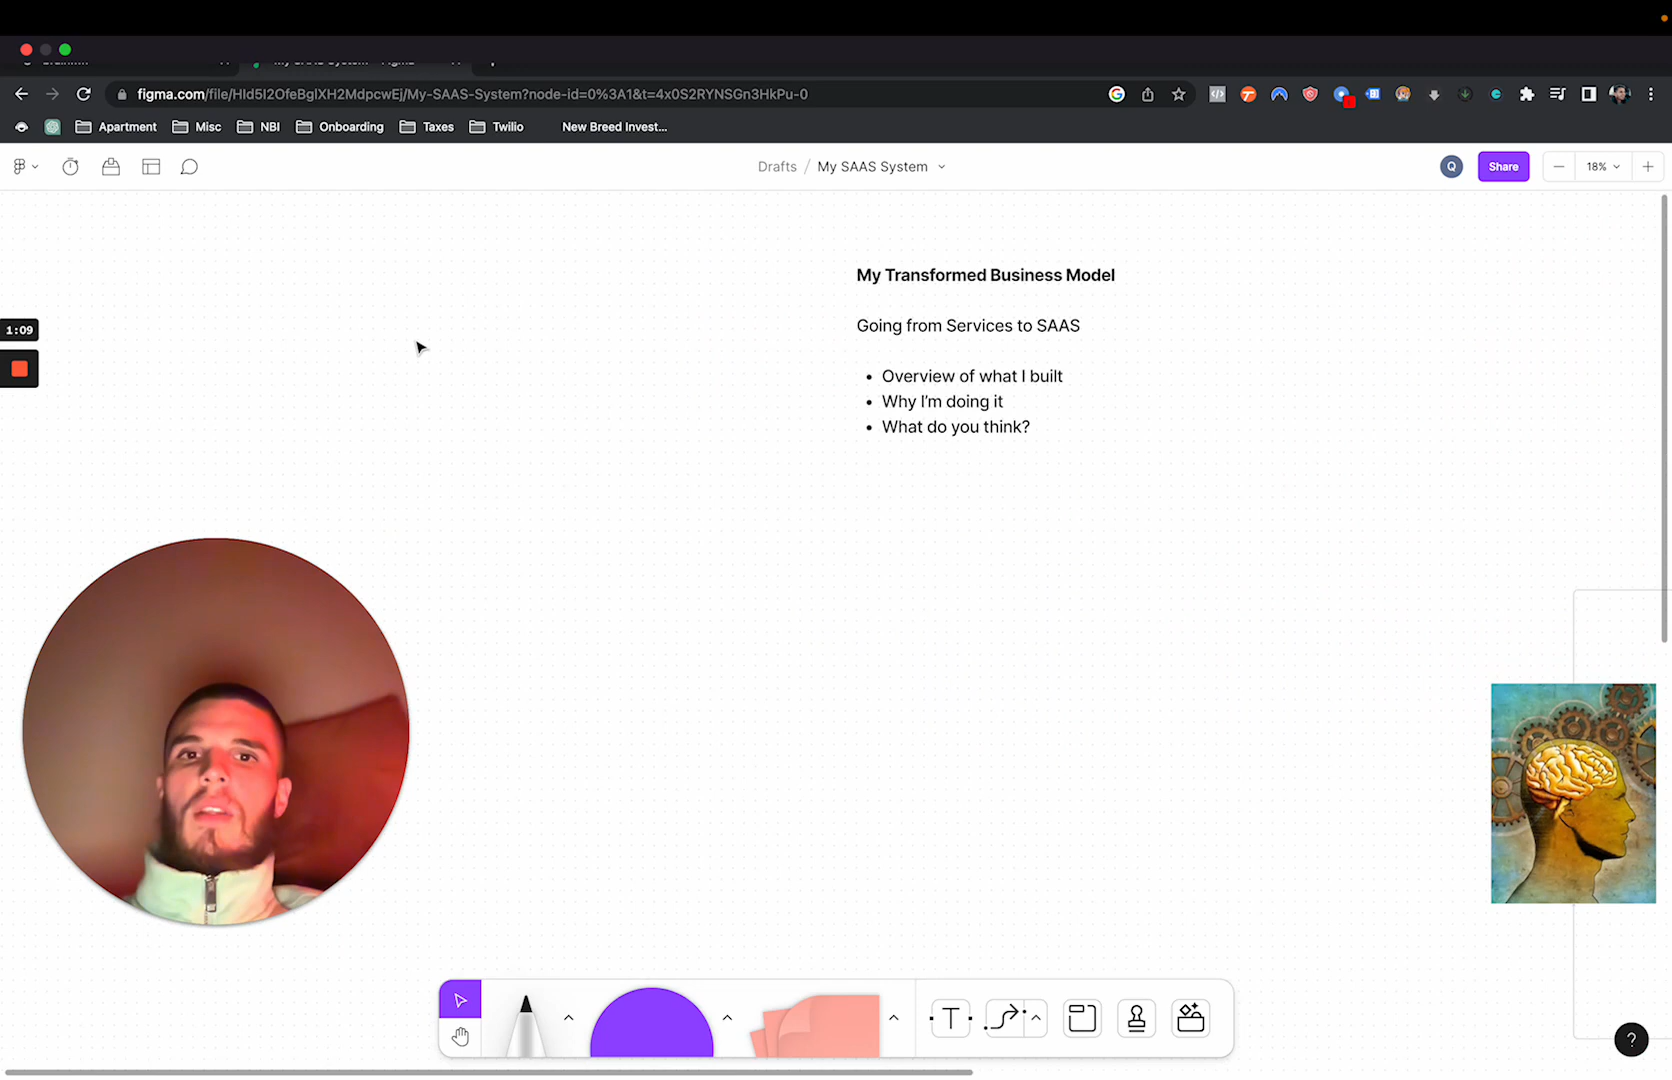 figma.com/file/HId5I2OfeBglXH2MdpcwEj/My-SAAS-System?node-id=0%3A1&t=4x0S2RYNSGn3HkPu-0
Apartment
Misc
NBI
Onboarding
Taxes
Twilio
New Breed Invest...
Drafts / My SAAS System
Q
Share
18%
My Transformed Business Model
Going from Services to SAAS
1:09
• Overview of what I built
• Why I'm doing it
• What do you think?
T
?